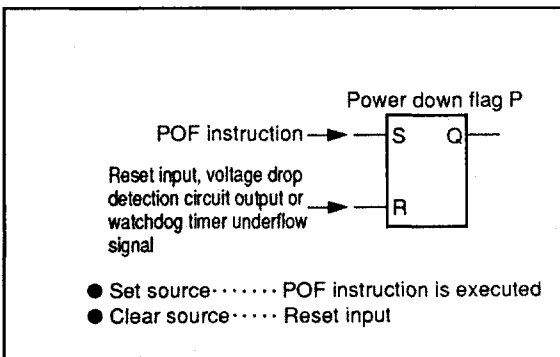 Power down flag P
POF instruction
S Q
Reset input, voltage drop
detection circuit output or
watchdog timer underflow
signal
R
● Set source······· POF instruction is executed
● Clear source····· Reset input